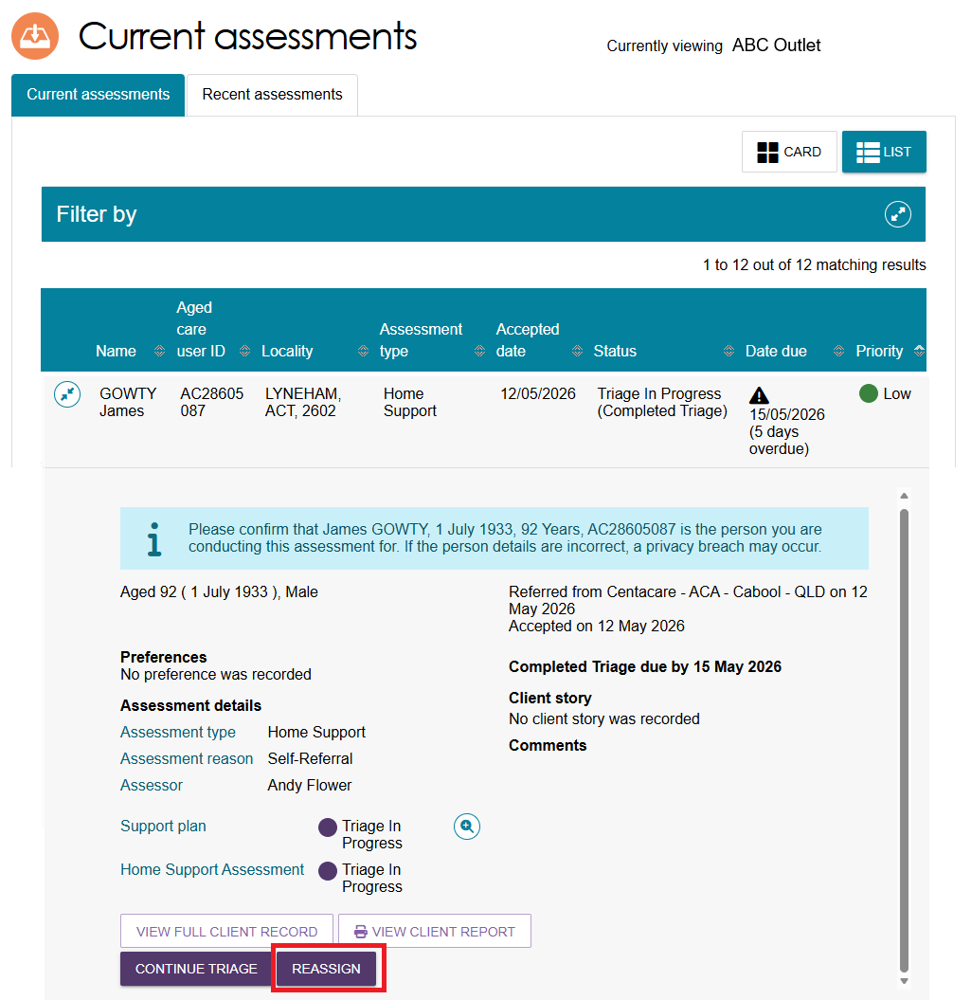 Current assessments
Currently viewing ABC Outlet
Current assessments
Recent assessments
CARD
LIST
Filter by
1 to 12 out of 12 matching results
Name
Aged care user ID
Locality
Assessment type
Accepted date
Status
Date due
Priority
GOWTY
James
AC28605
087
LYNEHAM,
ACT, 2602
Home
Support
12/05/2026
Triage In Progress
(Completed Triage)
15/05/2026
(5 days
overdue)
Low
Please confirm that James GOWTY, 1 July 1933, 92 Years, AC28605087 is the person you are
conducting this assessment for. If the person details are incorrect, a privacy breach may occur.
Aged 92 ( 1 July 1933 ), Male
Referred from Centacare - ACA - Cabool - QLD on 12
May 2026
Accepted on 12 May 2026
Preferences
No preference was recorded
Completed Triage due by 15 May 2026
Client story
No client story was recorded
Comments
Assessment details
Assessment type Home Support
Assessment reason Self-Referral
Assessor Andy Flower
Support plan
Triage In
Progress
Home Support Assessment
Triage In
Progress
VIEW FULL CLIENT RECORD
VIEW CLIENT REPORT
CONTINUE TRIAGE
REASSIGN